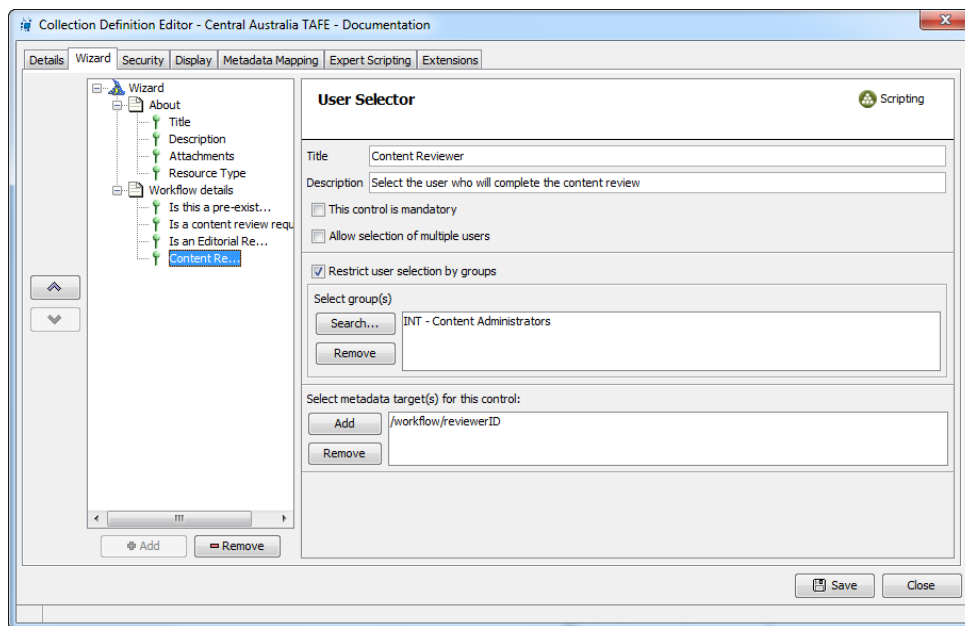 Collection Definition Editor - Central Australia TAFE - Documentation
Details Wizard Security Display Metadata Mapping Expert Scripting Extensions
Wizard
About
Title
Description
Attachments
Resource Type
Workflow details
Is this a pre-exist...
Is a content review requ
Is an Editorial Re...
Content Re...
Add Remove
User Selector Scripting
Title Content Reviewer
Description Select the user who will complete the content review
This control is mandatory
Allow selection of multiple users
Restrict user selection by groups
Select group(s)
Search... INT - Content Administrators
Remove
Select metadata target(s) for this control:
Add /workflow/reviewerID
Remove
Save Close